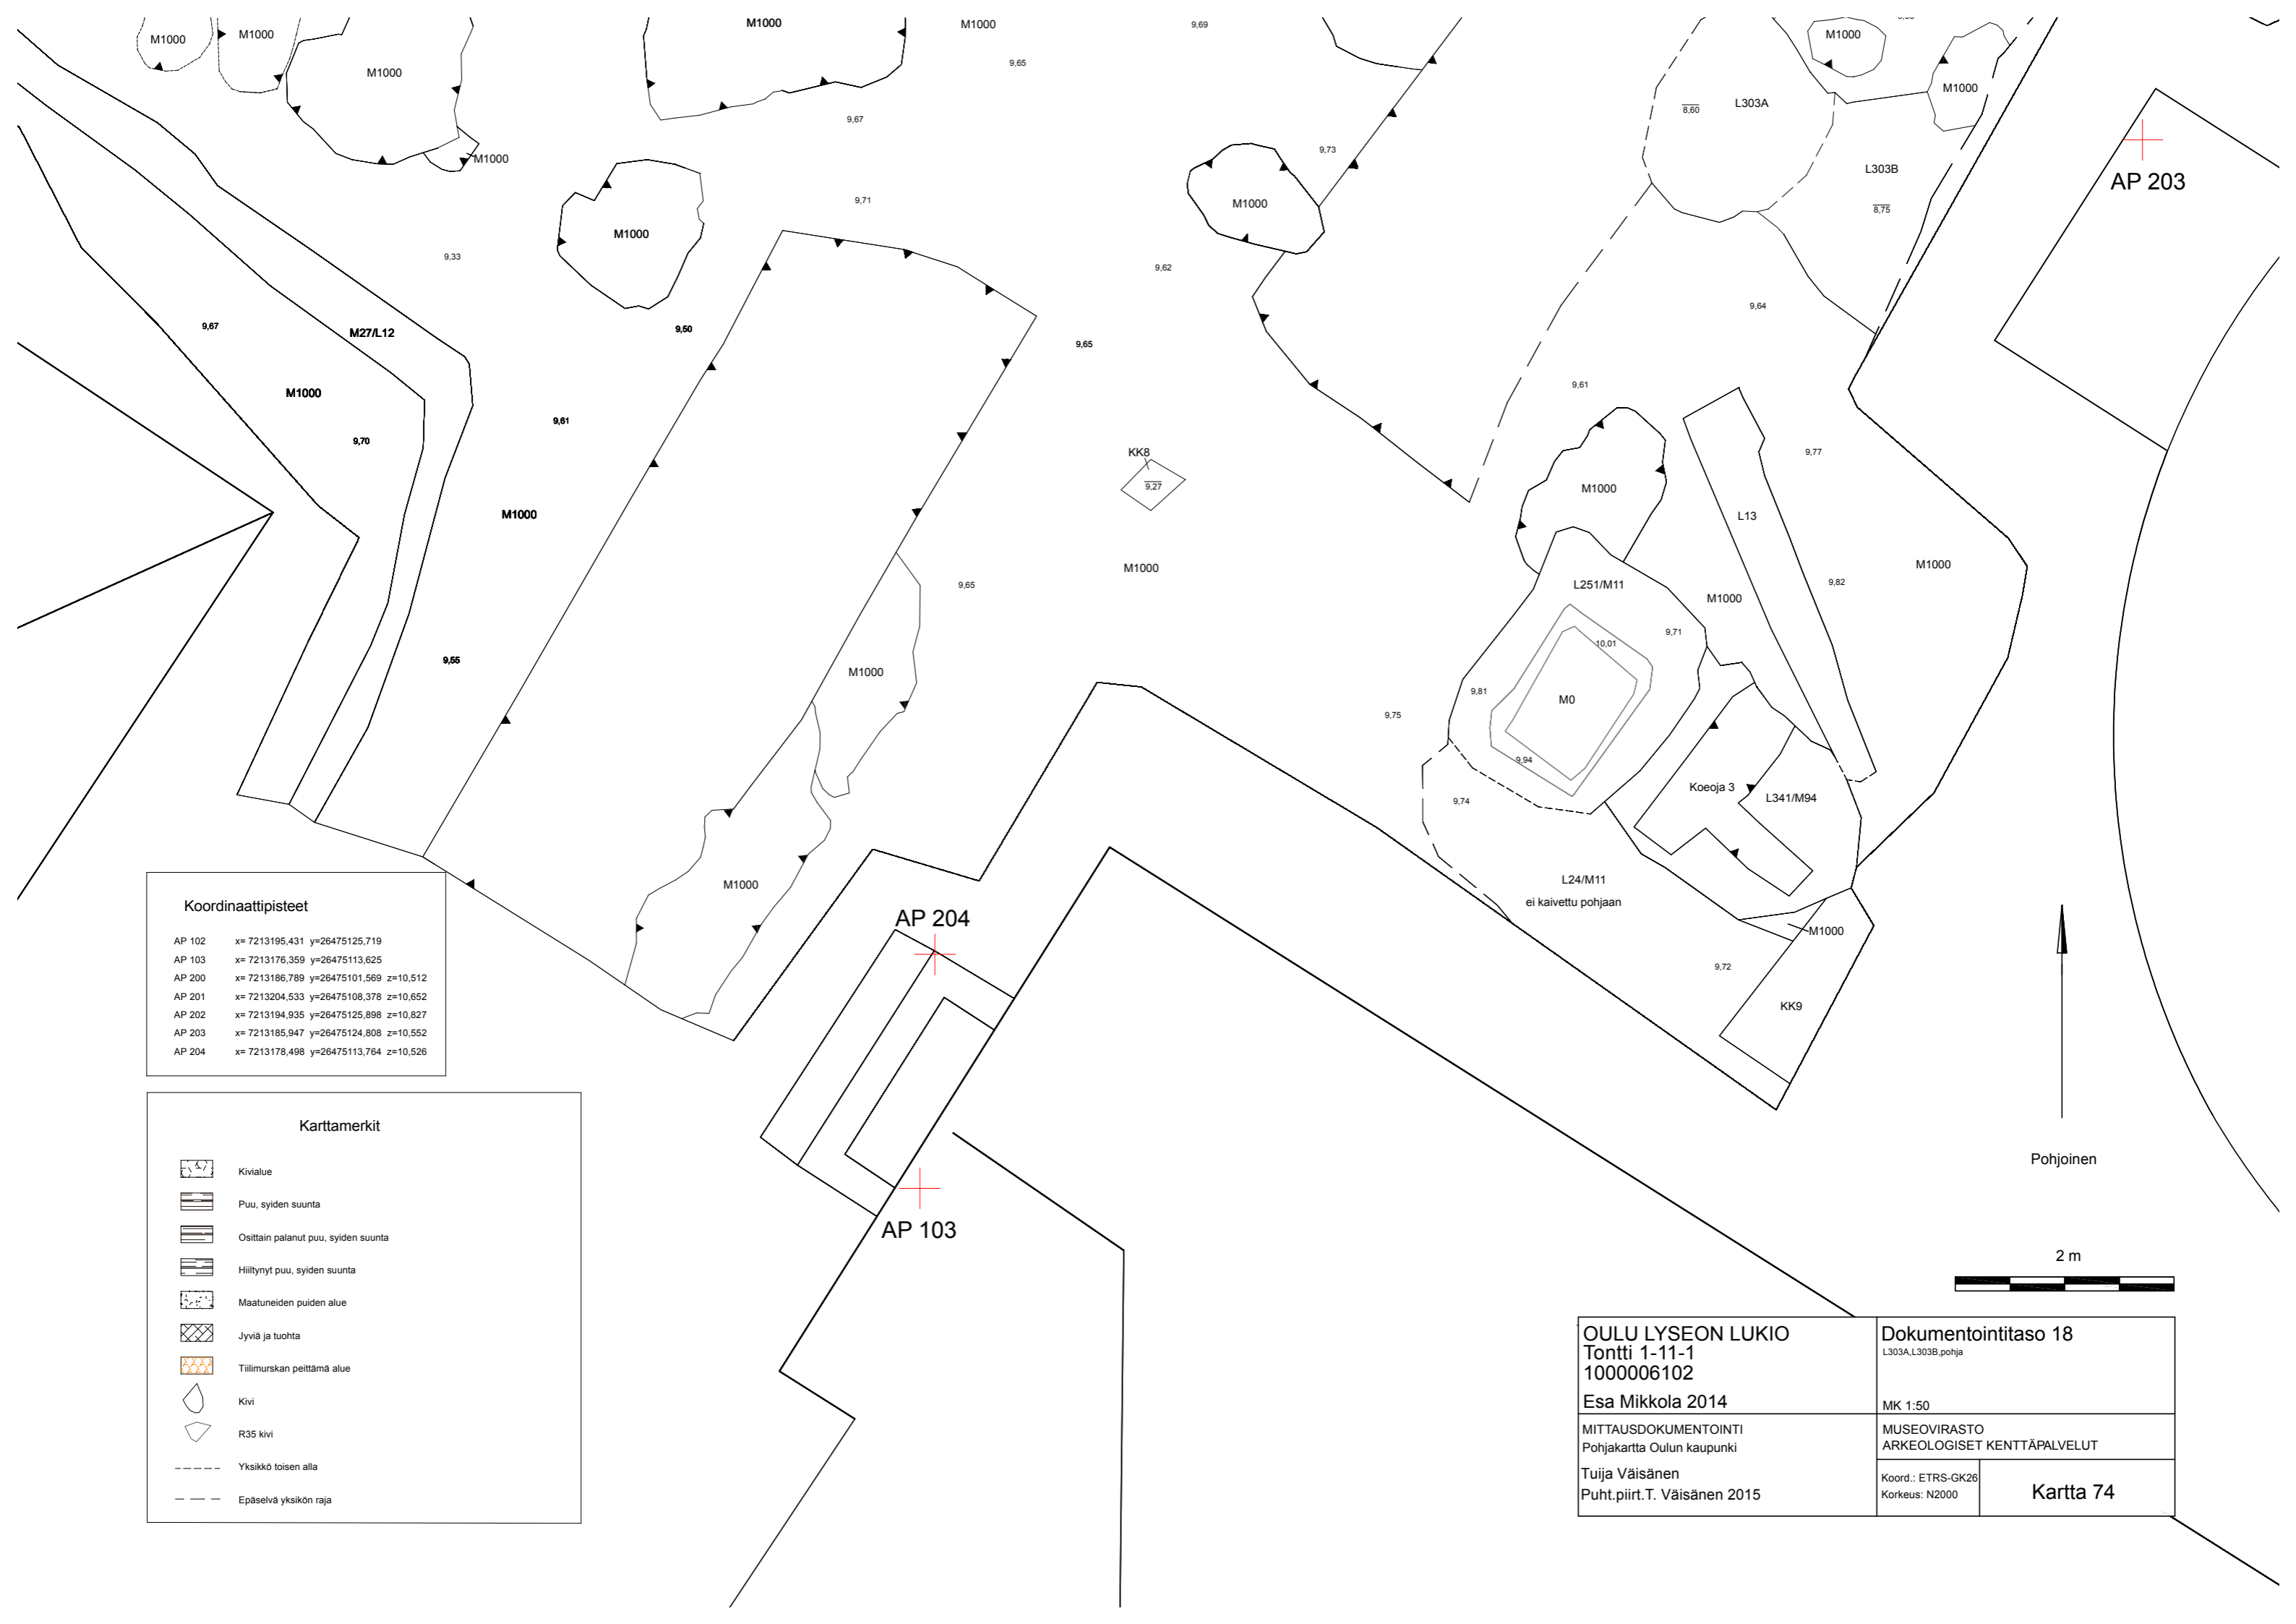 M1000
M1000
M1000
M1000
M1000
M1000
9,69
9,65
9,67
9,73
9,71
9,33
M1000
M1000
9,62
M1000
L303A
8,60
M1000
L303B
8,75
AP 203
9,64
9,67
M27/L12
9,50
9,65
M1000
9,61
9,61
9,70
KK8
9,27
9,77
M1000
M1000
L13
M1000
M1000
9,65
L251/M11
9,82
M1000
9,71
10,01
9,55
M1000
9,81
M0
9,75
9,94
Koeoja 3
L341/M94
9,74
M1000
L24/M11
ei kaivettu pohjaan
M1000
9,72
KK9
AP 204
AP 103
Koordinaattipisteet
AP 102 x= 7213195,431 y=26475125,719
AP 103 x= 7213176,359 y=26475113,625
AP 200 x= 7213186,789 y=26475101,569 z=10,512
AP 201 x= 7213204,533 y=26475108,378 z=10,652
AP 202 x= 7213194,935 y=26475125,898 z=10,827
AP 203 x= 7213185,947 y=26475124,808 z=10,552
AP 204 x= 7213178,498 y=26475113,764 z=10,526
Karttamerkit
Kivialue
Puu, syiden suunta
Osittain palanut puu, syiden suunta
Hiiltynyt puu, syiden suunta
Maatuneiden puiden alue
Jyviä ja tuohta
Tiilimurskan peittämä alue
Kivi
R35 kivi
Yksikkö toisen alla
Epäselvä yksikön raja
Pohjoinen
2 m
OULU LYSEON LUKIO
Tontti 1-11-1
1000006102
Esa Mikkola 2014
Dokumentointitaso 18
L303A,L303B,pohja
MK 1:50
MITTAUSDOKUMENTOINTI
Pohjakartta Oulun kaupunki
Tuija Väisänen
Puht.piirt.T. Väisänen 2015
MUSEOVIRASTO
ARKEOLOGISET KENTTÄPALVELUT
Koord.: ETRS-GK26
Korkeus: N2000
Kartta 74